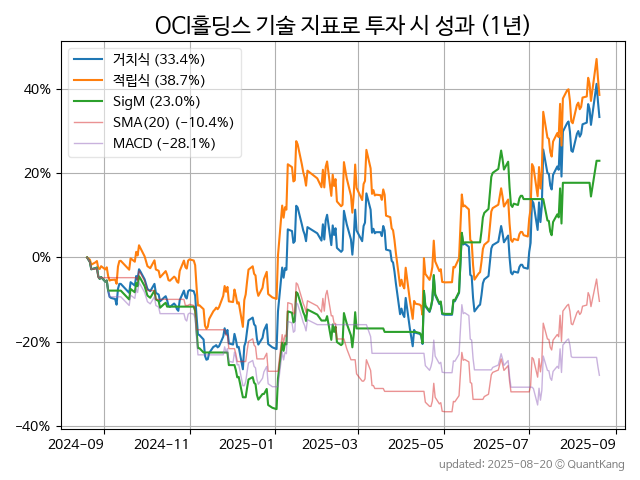 OCI홀딩스 기술 지표로 투자 시 성과 (1년)
거치식 (33.4%)
적립식 (38.7%)
SigM (23.0%)
SMA(20) (−10.4%)
MACD (−28.1%)
40%
20%
0%
−20%
−40%
2024-09 2024-11 2025-01 2025-03 2025-05 2025-07 2025-09
updated: 2025-08-20 © QuantKang